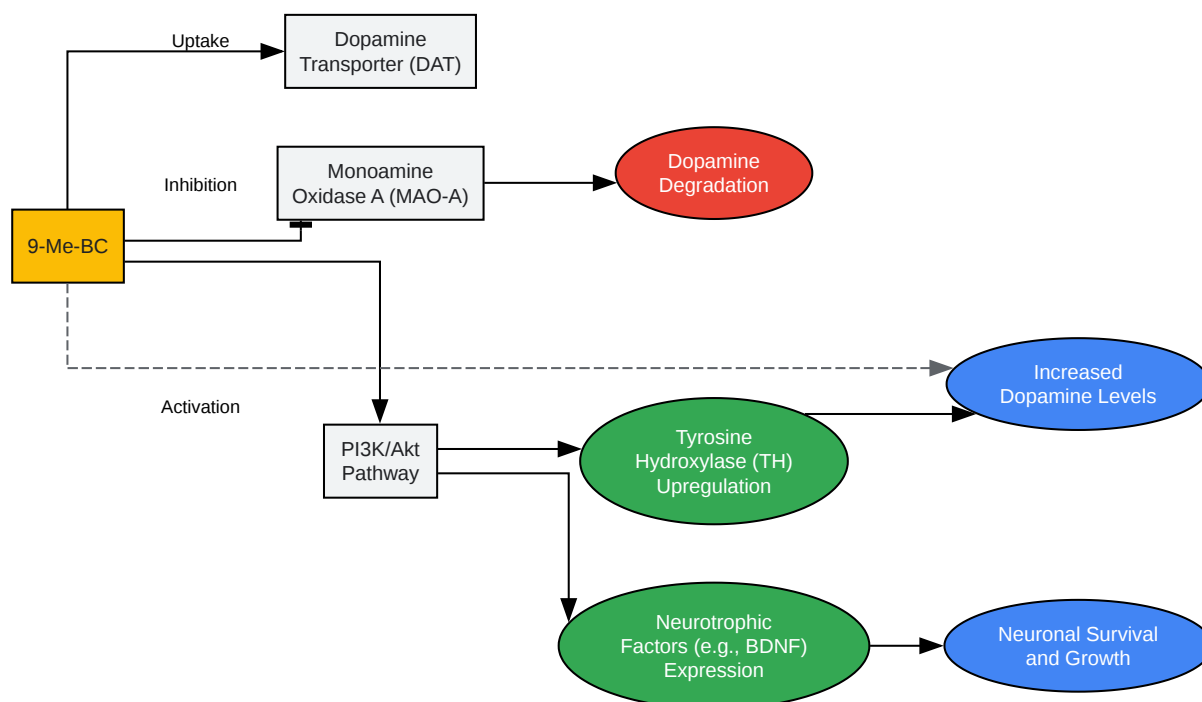 Uptake
Dopamine
Transporter (DAT)
Inhibition
Monoamine
Oxidase A (MAO-A)
Dopamine
Degradation
9-Me-BC
Increased
Dopamine Levels
Activation
PI3K/Akt
Pathway
Tyrosine
Hydroxylase (TH)
Upregulation
Neurotrophic
Factors (e.g., BDNF)
Expression
Neuronal Survival
and Growth